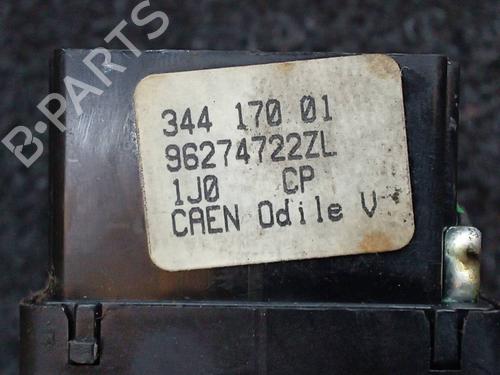 B-PARTS
344 170 01
96274722ZL
1J0 CP
CAEN Odile V